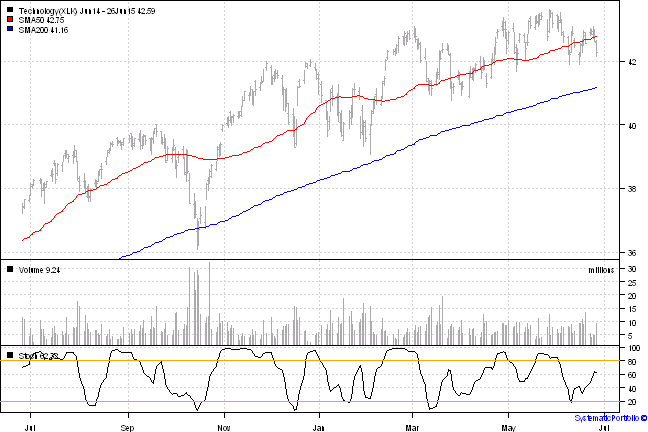 Technology(XLK) Jun14 - 26Jun15 42.59
SMA50 42.75
SMA200 41.16
42
40
38
36
Volume 9.24
millions
30
25
20
15
10
5
100
80
60
40
20
Jul
Sep
Nov
Jan
Mar
May
Jul
SystematicPortfolio ©